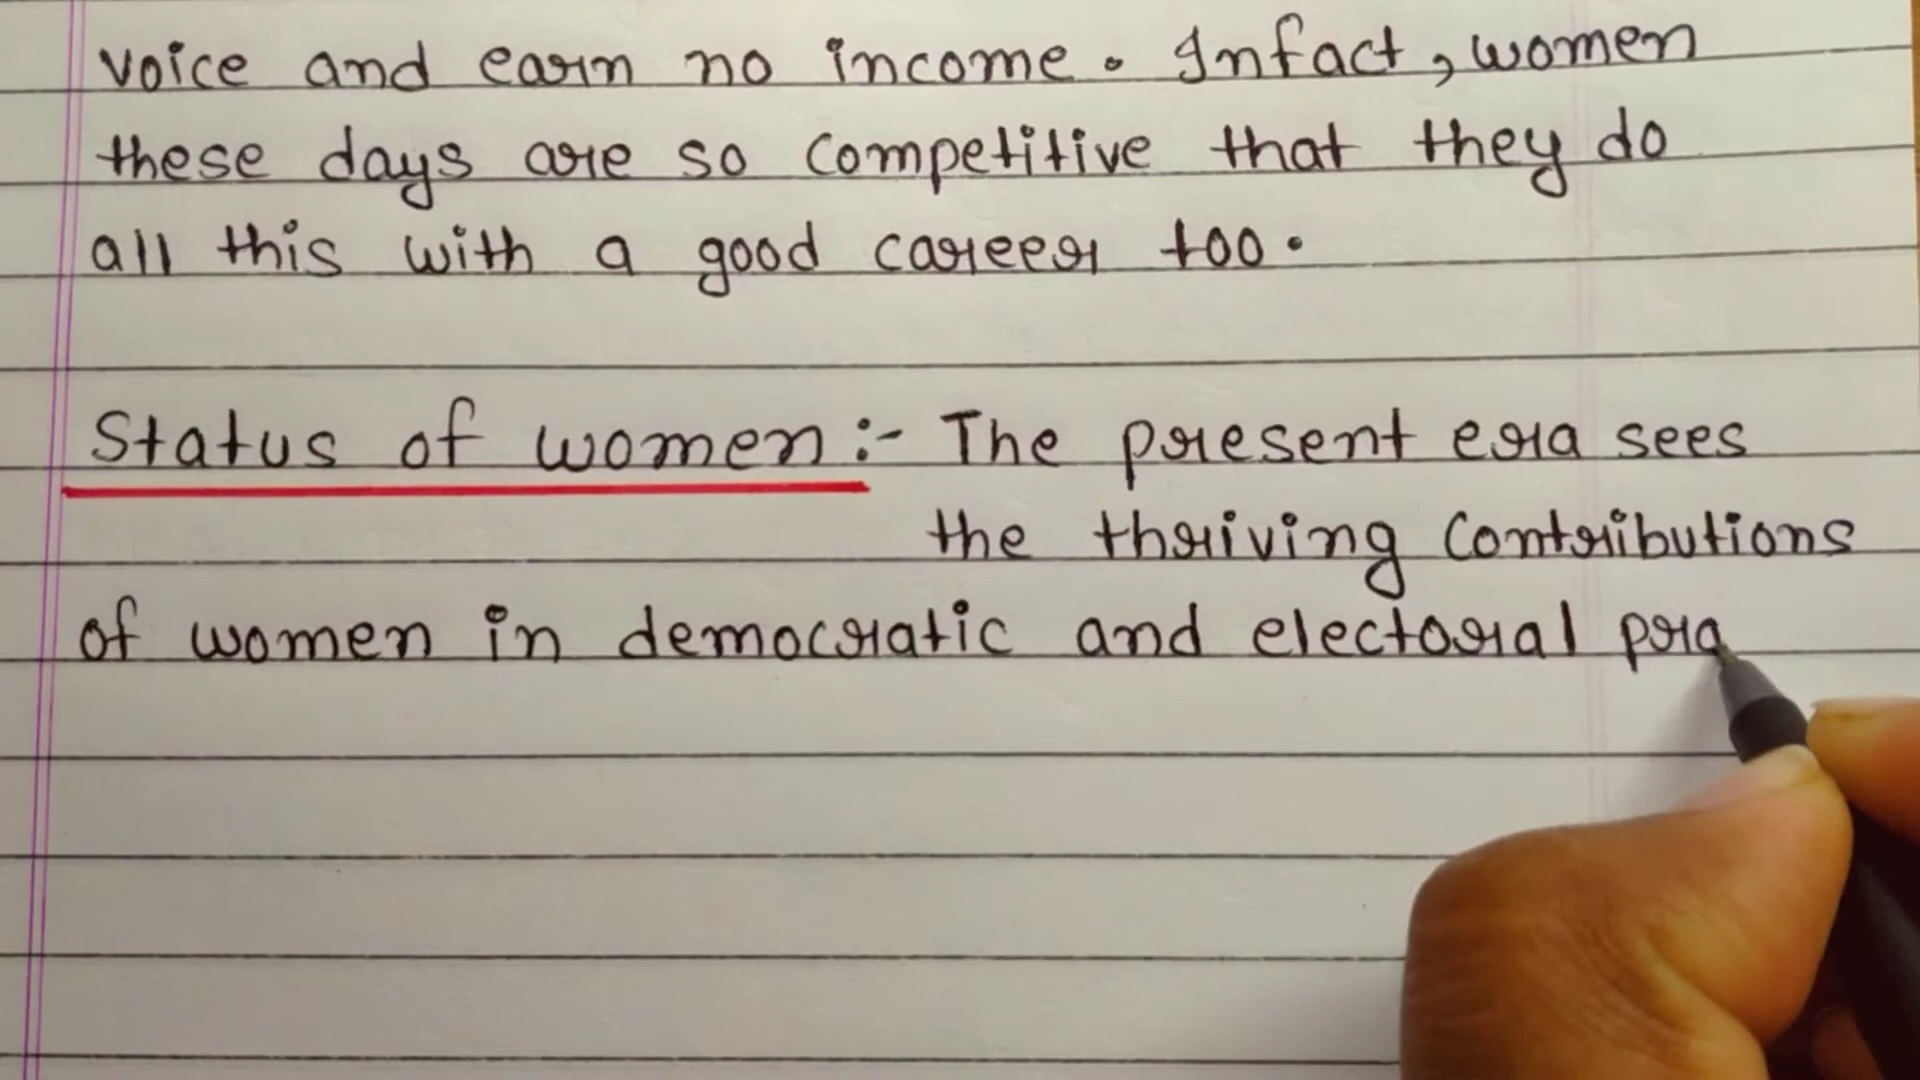 voice and earn no income. Infact, women
these days are so competitive that they do
all this with a good career too.
Status of women:- The present era sees
the thriving contributions
of women in democratic and electoral pra